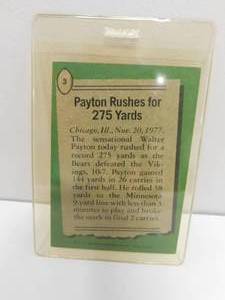 3
Payton Rushes for
275 Yards
Chicago, Ill., Nov. 20, 1977.
The sensational Walter
Payton today rushed for a
record 275 yards as the
Bears defeated the Vik-
ings, 10-7. Payton gained
144 yards in 26 carries in
the first half. He rolled 58
yards to the Minnesota
9 yard line with less than 5
minutes to play and broke
the mark in final 2 carries.